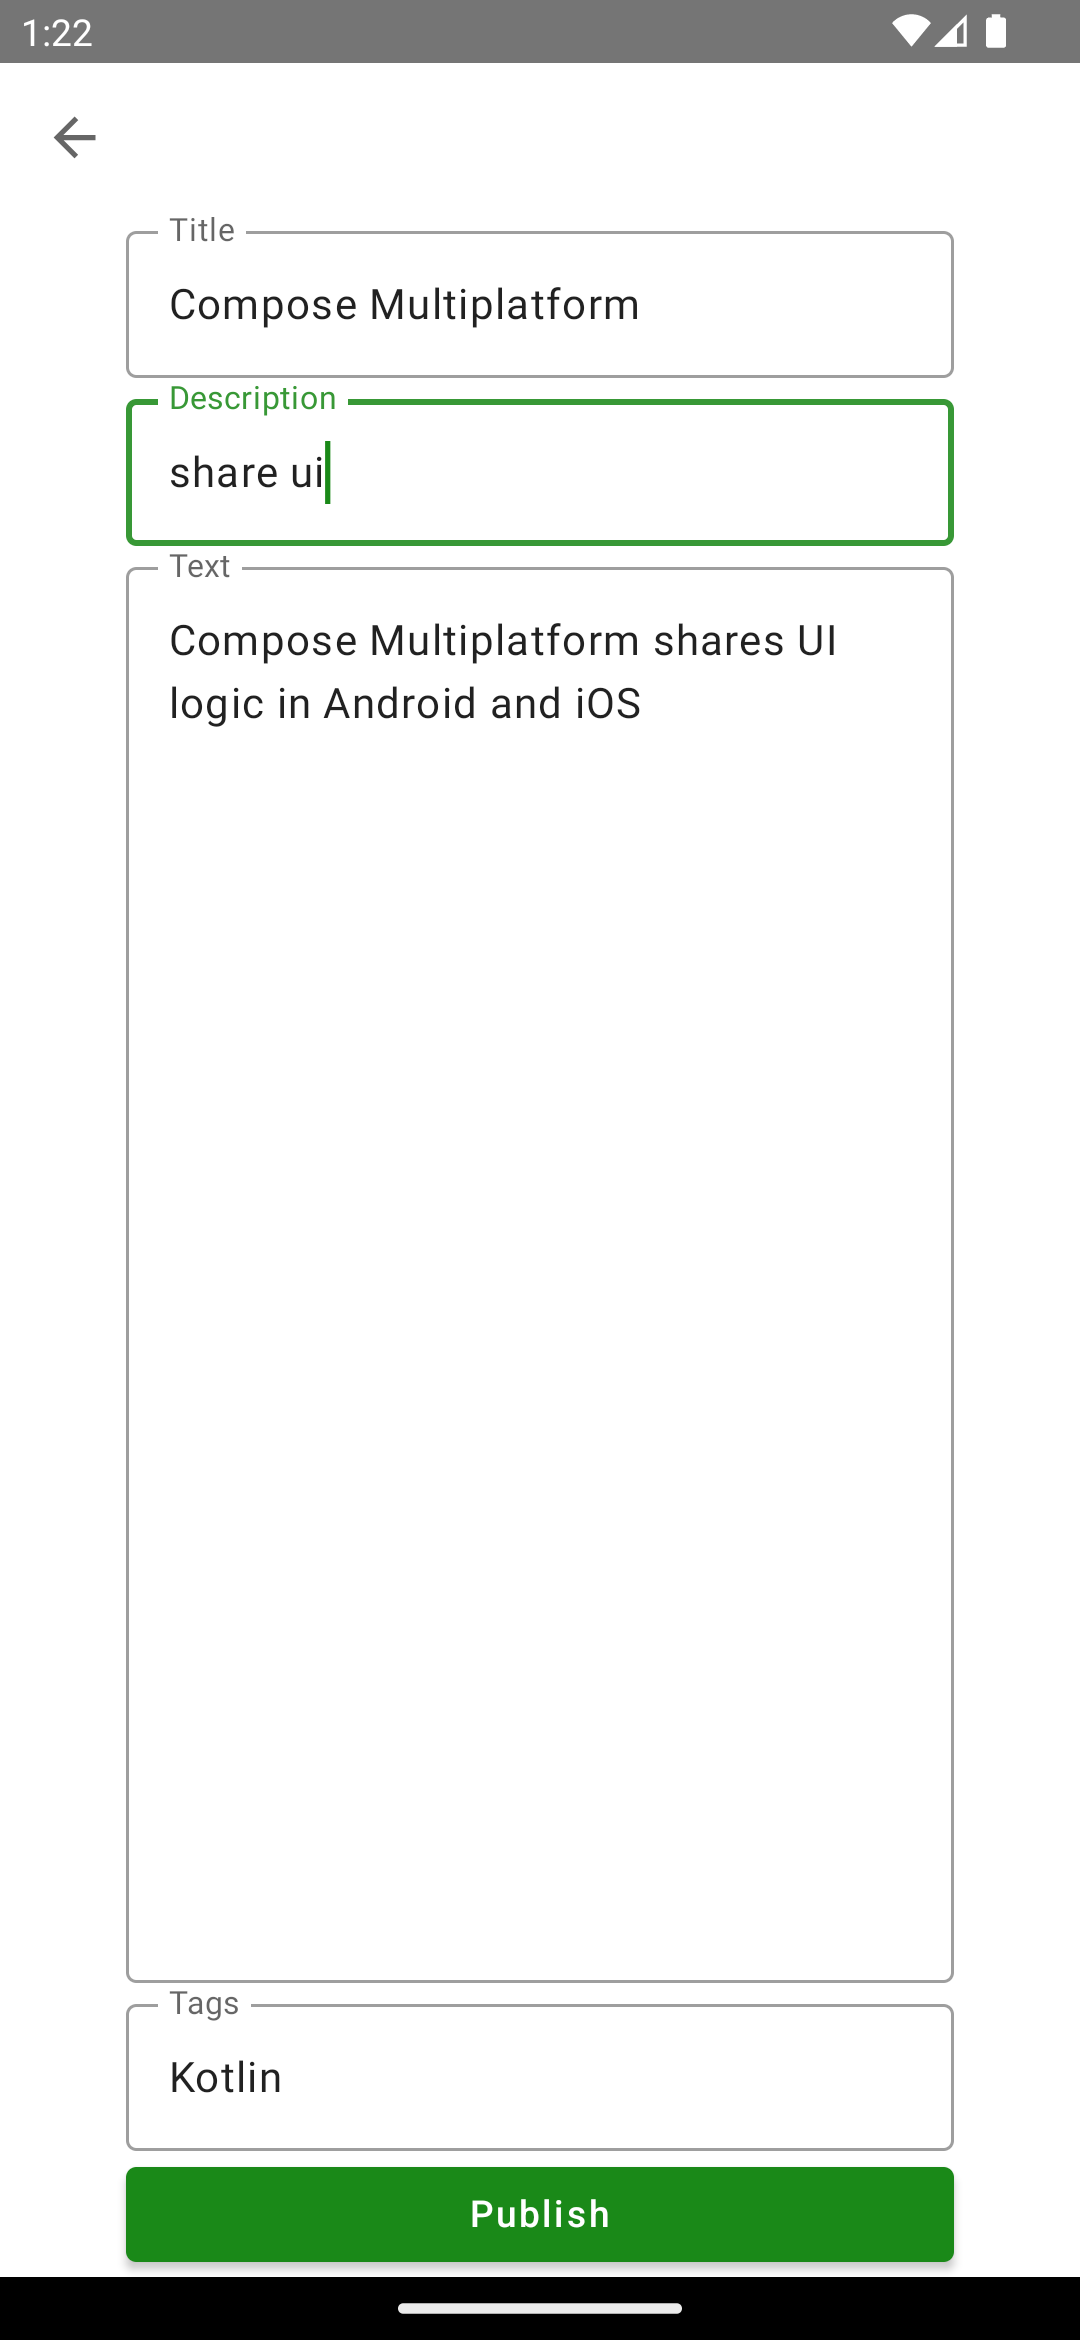 1:22
Title
Compose Multiplatform
Description
share ui
Text
Compose Multiplatform shares UI
logic in Android and iOS
Tags
Kotlin
Publish